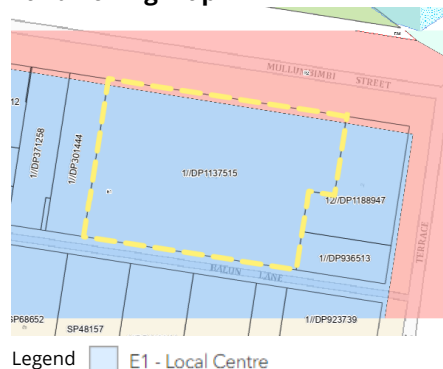 MULLUMBIMBI STREET
12
1//DP371258
1//DP301444
1//DP1137515
12//DP1188947
E1
1//DP936513
TERRACE
LANE
SP68652
SP48157
1//DP923739
Legend E1 - Local Centre